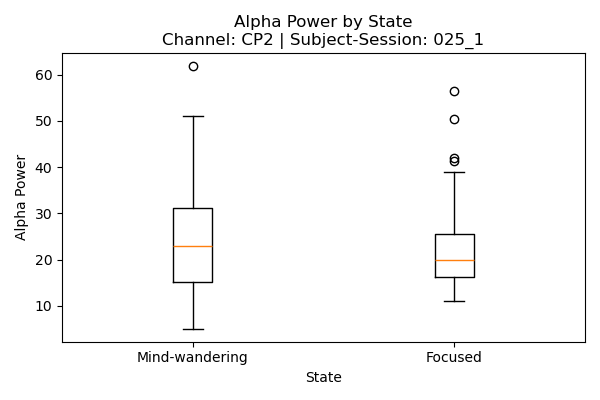 Alpha Power by State
Channel: CP2 | Subject-Session: 025_1
Alpha Power
60
50
40
30
20
10
Mind-wandering Focused
State